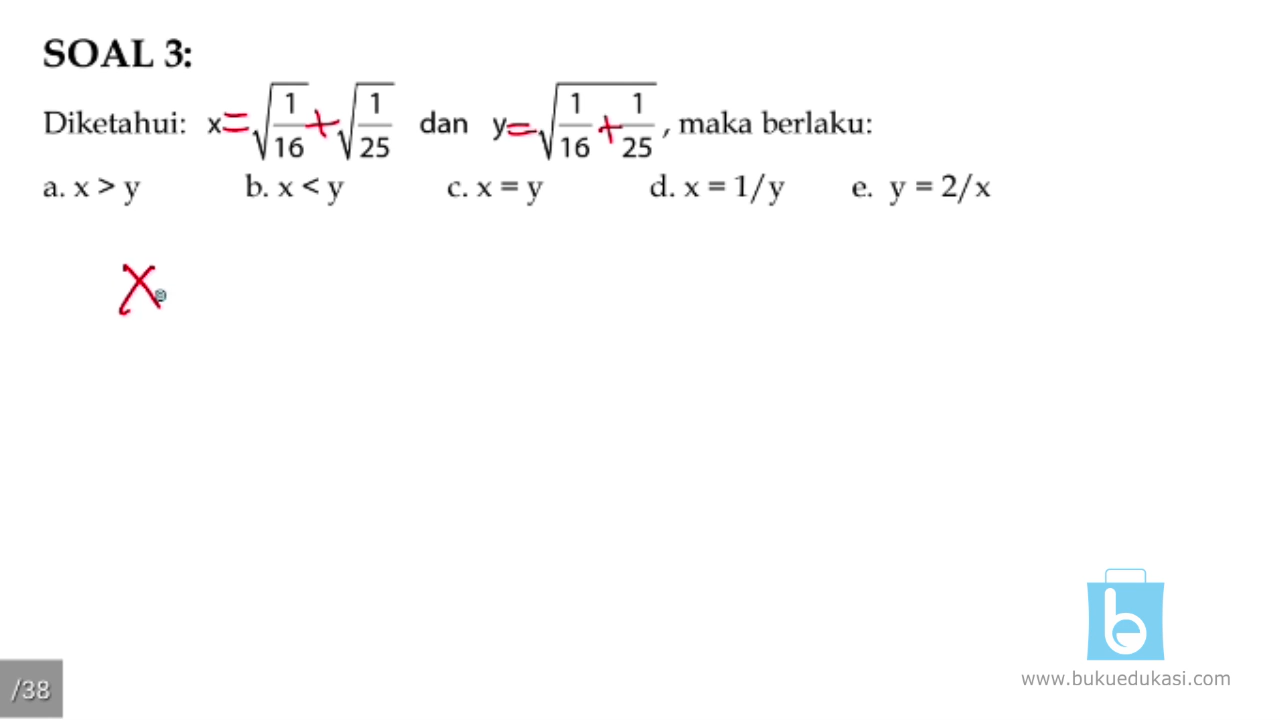 SOAL 3:
Diketahui: x = √(1/16) + √(1/25) dan y = √(1/16 + 1/25) , maka berlaku:
a. x > y b. x < y c. x = y d. x = 1/y e. y = 2/x
x
b
www.bukuedukasi.com
/38